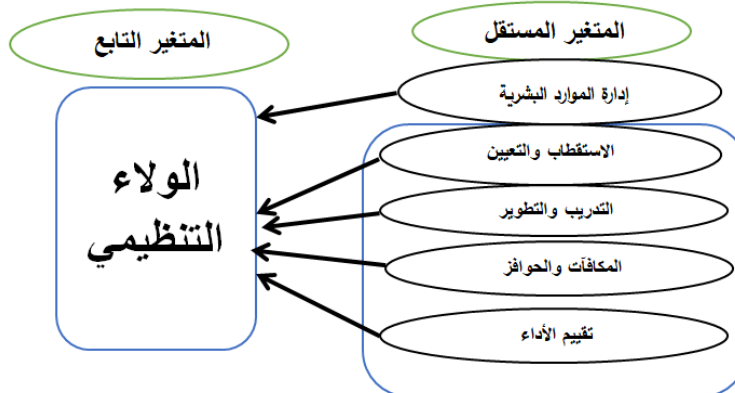 المتغير المستقل
المتغير التابع
إدارة الموارد البشرية
الاستقطاب والتعيين
التدريب والتطوير
المكافآت والحوافز
تقييم الأداء
الولاء
التنظيمي